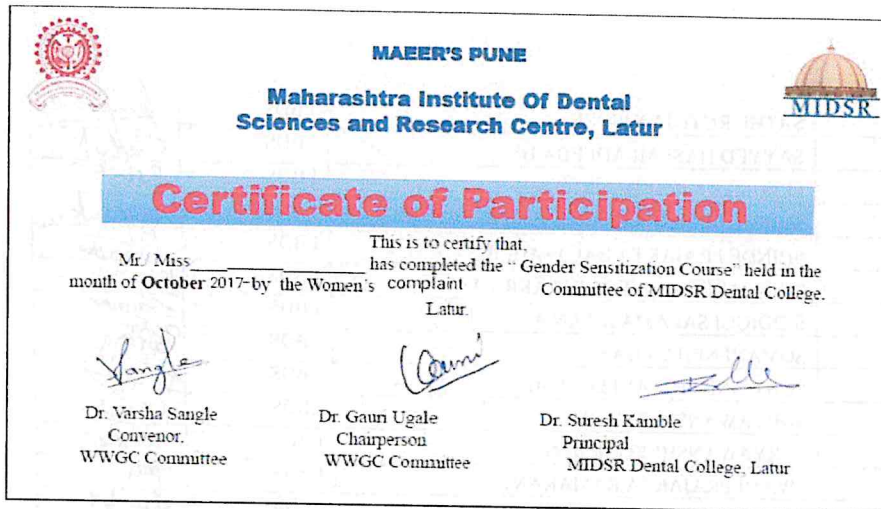 MAEER'S PUNE
Maharashtra Institute Of Dental
Sciences and Research Centre, Latur
MIDSR
Certificate of Participation
This is to certify that,
Mr./ Miss____________________ has completed the " Gender Sensitization Course" held in the
month of October 2017-by the Women's complaint Committee of MIDSR Dental College.
Latur.
Sangle
Dr. Varsha Sangle
Convenor,
WWGC Committee
Dr. Gauri Ugale
Chairperson
WWGC Committee
Dr. Suresh Kamble
Principal
MIDSR Dental College, Latur